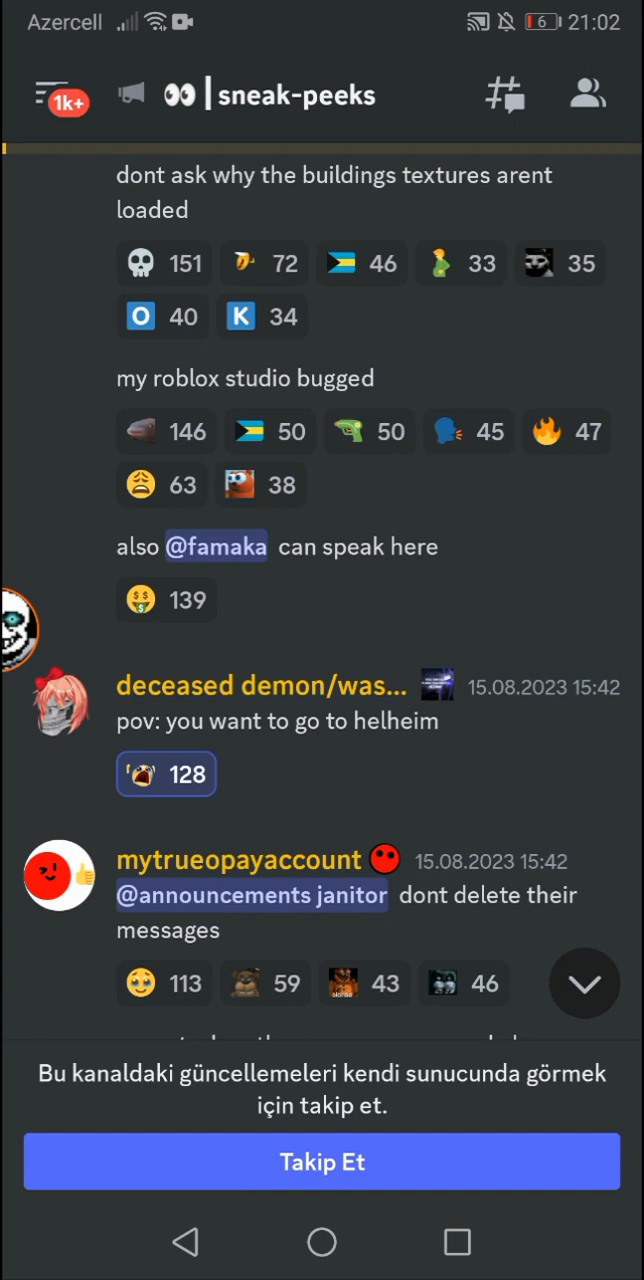 Azercell 6 21:02
1k+ | sneak-peeks
dont ask why the buildings textures arent
loaded
151 72 46 33 35
O 40 K 34
my roblox studio bugged
146 50 50 45 47
63 38
also @famaka can speak here
139
deceased demon/was... 15.08.2023 15:42
pov: you want to go to helheim
128
mytrueopayaccount 15.08.2023 15:42
@announcements janitor dont delete their
messages
113 59 43 46
Bu kanaldaki güncellemeleri kendi sunucunda görmek
için takip et.
Takip Et